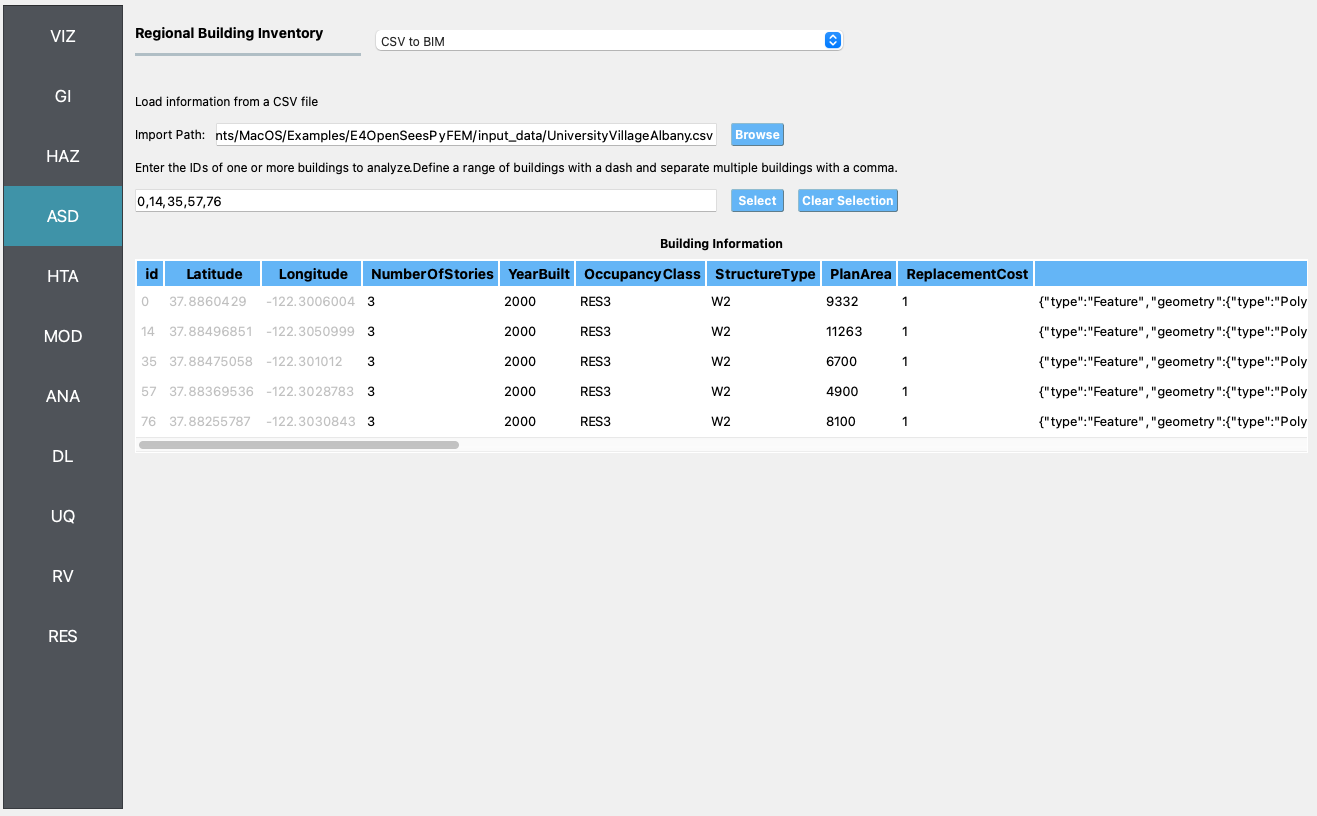 VIZ
GI
HAZ
ASD
HTA
MOD
ANA
DL
UQ
RV
RES
Regional Building Inventory
CSV to BIM
Load information from a CSV file
Import Path: nts/MacOS/Examples/E4OpenSeesPyFEM/input_data/UniversityVillageAlbany.csv Browse
Enter the IDs of one or more buildings to analyze.Define a range of buildings with a dash and separate multiple buildings with a comma.
0,14,35,57,76 Select Clear Selection
Building Information
id Latitude Longitude NumberOfStories YearBuilt OccupancyClass StructureType PlanArea ReplacementCost
0 37.8860429 -122.3006004 3 2000 RES3 W2 9332 1 {"type":"Feature","geometry":{"type":"Poly
14 37.88496851 -122.3050999 3 2000 RES3 W2 11263 1 {"type":"Feature","geometry":{"type":"Poly
35 37.88475058 -122.301012 3 2000 RES3 W2 6700 1 {"type":"Feature","geometry":{"type":"Poly
57 37.88369536 -122.3028783 3 2000 RES3 W2 4900 1 {"type":"Feature","geometry":{"type":"Poly
76 37.88255787 -122.3030843 3 2000 RES3 W2 8100 1 {"type":"Feature","geometry":{"type":"Poly